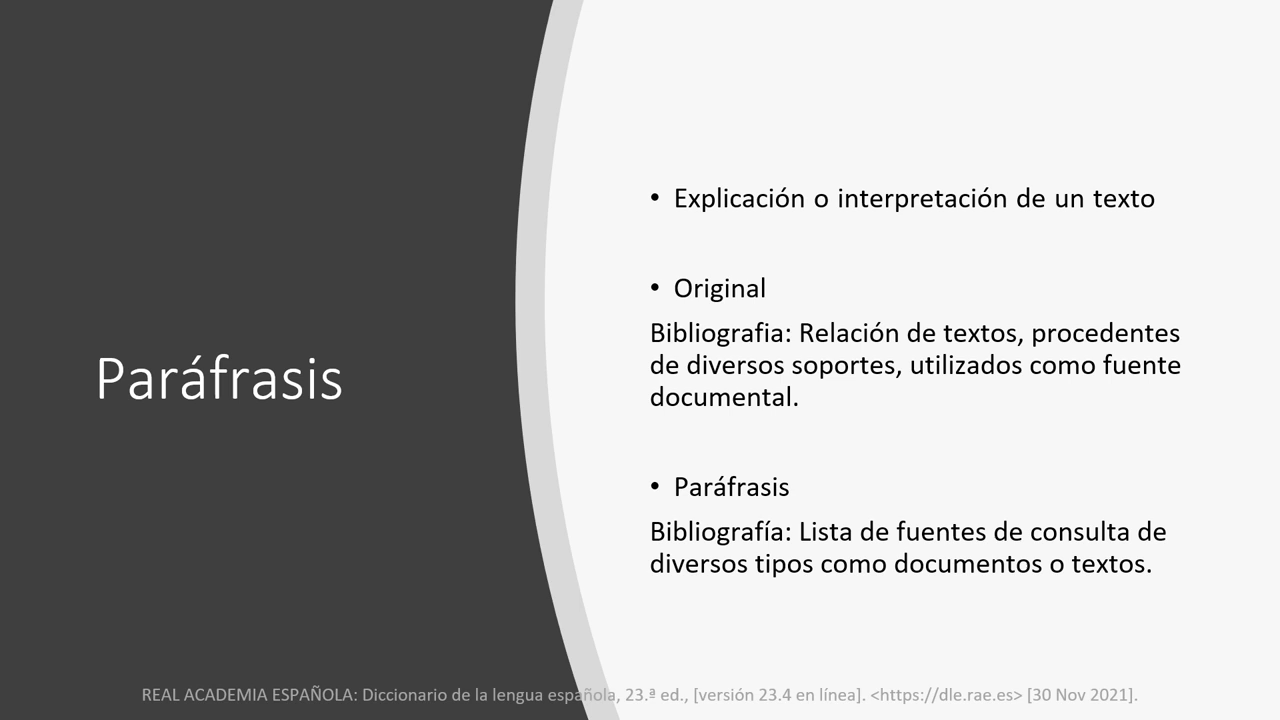 Paráfrasis
• Explicación o interpretación de un texto
• Original
Bibliografia: Relación de textos, procedentes
de diversos soportes, utilizados como fuente
documental.
• Paráfrasis
Bibliografía: Lista de fuentes de consulta de
diversos tipos como documentos o textos.
REAL ACADEMIA ESPAÑOLA: Diccionario de la lengua española, 23.ª ed., [versión 23.4 en línea]. <https://dle.rae.es> [30 Nov 2021].